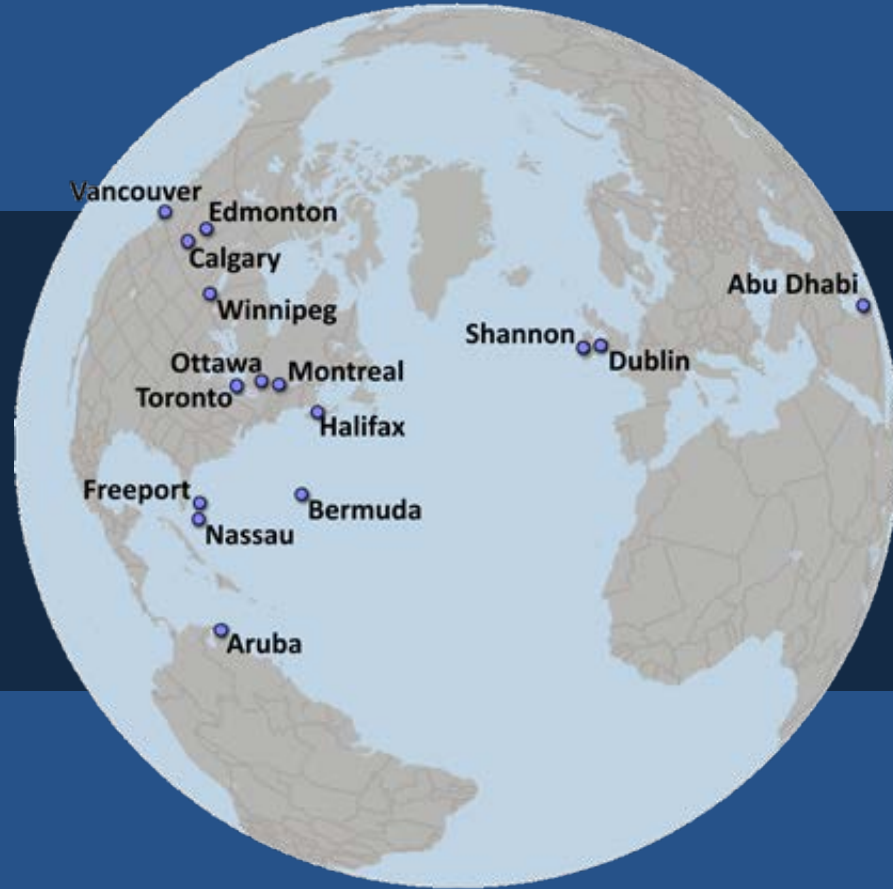 Vancouver
Edmonton
Calgary
Abu Dhabi
Winnipeg
Shannon
Dublin
Ottawa
Montreal
Toronto
Halifax
Freeport
Bermuda
Nassau
Aruba